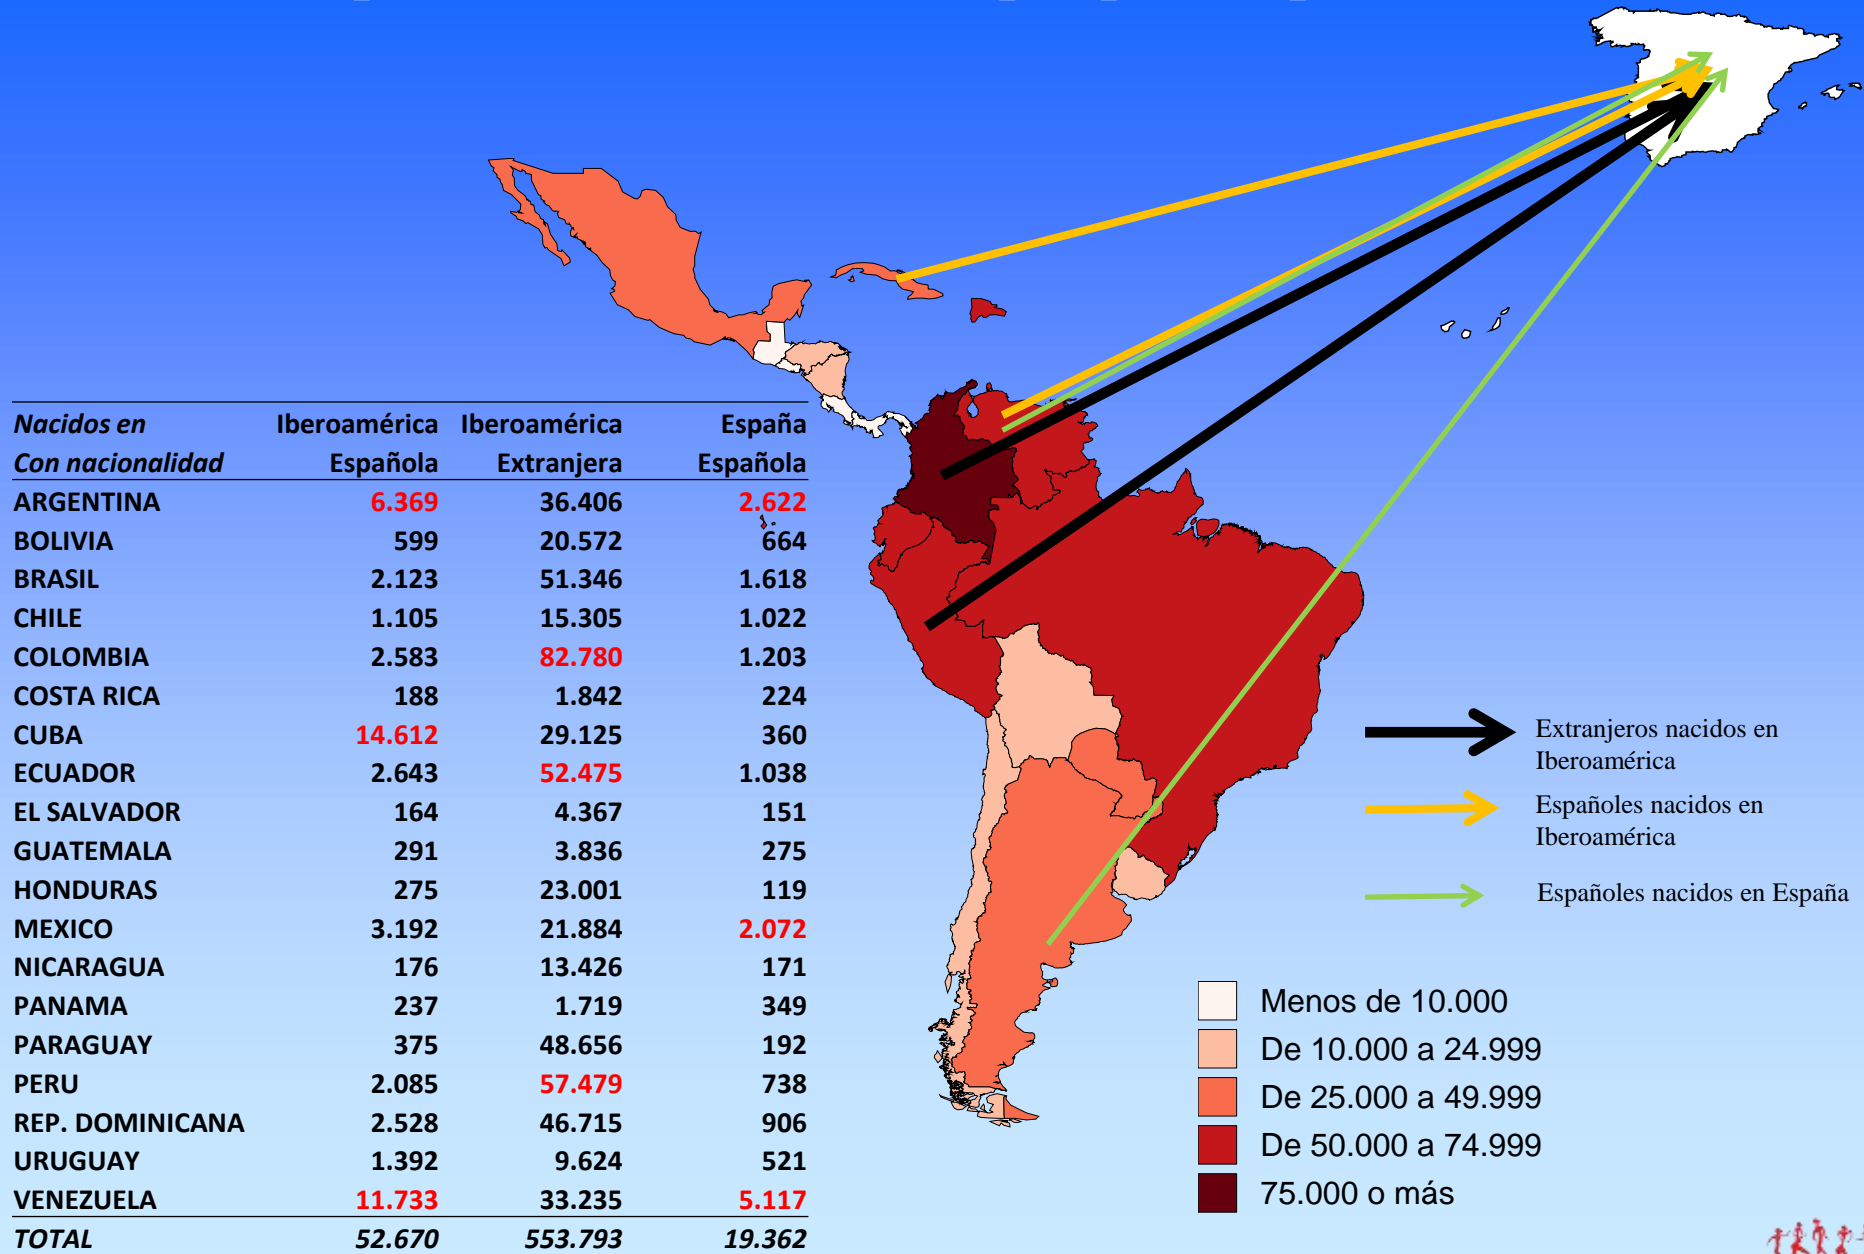 Nacidos en Iberoamérica Iberoamérica España
Con nacionalidad Española Extranjera Española
ARGENTINA 6.369 36.406 2.622
BOLIVIA 599 20.572 664
BRASIL 2.123 51.346 1.618
CHILE 1.105 15.305 1.022
COLOMBIA 2.583 82.780 1.203
COSTA RICA 188 1.842 224
CUBA 14.612 29.125 360
ECUADOR 2.643 52.475 1.038
EL SALVADOR 164 4.367 151
GUATEMALA 291 3.836 275
HONDURAS 275 23.001 119
MEXICO 3.192 21.884 2.072
NICARAGUA 176 13.426 171
PANAMA 237 1.719 349
PARAGUAY 375 48.656 192
PERU 2.085 57.479 738
REP. DOMINICANA 2.528 46.715 906
URUGUAY 1.392 9.624 521
VENEZUELA 11.733 33.235 5.117
TOTAL 52.670 553.793 19.362
Extranjeros nacidos en
Iberoamérica
Españoles nacidos en
Iberoamérica
Españoles nacidos en España
Menos de 10.000
De 10.000 a 24.999
De 25.000 a 49.999
De 50.000 a 74.999
75.000 o más